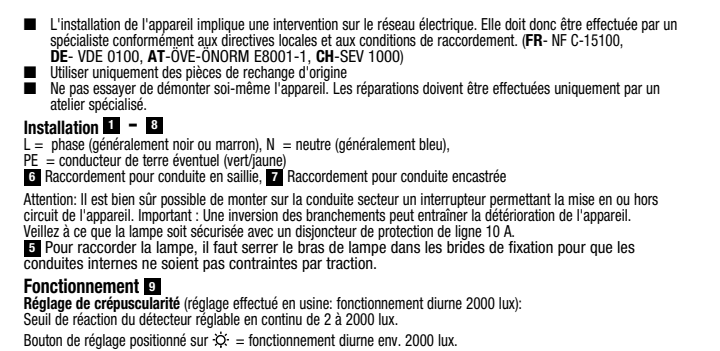 ■ L'installation de l'appareil implique une intervention sur le réseau électrique. Elle doit donc être effectuée par un
spécialiste conformément aux directives locales et aux conditions de raccordement. (FR- NF C-15100,
DE- VDE 0100, AT-ÖVE-ÖNORM E8001-1, CH-SEV 1000)
■ Utiliser uniquement des pièces de rechange d'origine
■ Ne pas essayer de démonter soi-même l'appareil. Les réparations doivent être effectuées uniquement par un
atelier spécialisé.
Installation 1 – 8
L = phase (généralement noir ou marron), N = neutre (généralement bleu),
PE = conducteur de terre éventuel (vert/jaune)
6 Raccordement pour conduite en saillie, 7 Raccordement pour conduite encastrée
Attention: Il est bien sûr possible de monter sur la conduite secteur un interrupteur permettant la mise en ou hors
circuit de l'appareil. Important : Une inversion des branchements peut entraîner la détérioration de l'appareil.
Veillez à ce que la lampe soit sécurisée avec un disjoncteur de protection de ligne 10 A.
5 Pour raccorder la lampe, il faut serrer le bras de lampe dans les brides de fixation pour que les
conduites internes ne soient pas contraintes par traction.
Fonctionnement 9
Réglage de crépuscularité (réglage effectué en usine: fonctionnement diurne 2000 lux):
Seuil de réaction du détecteur réglable en continu de 2 à 2000 lux.
Bouton de réglage positionné sur ☼ = fonctionnement diurne env. 2000 lux.